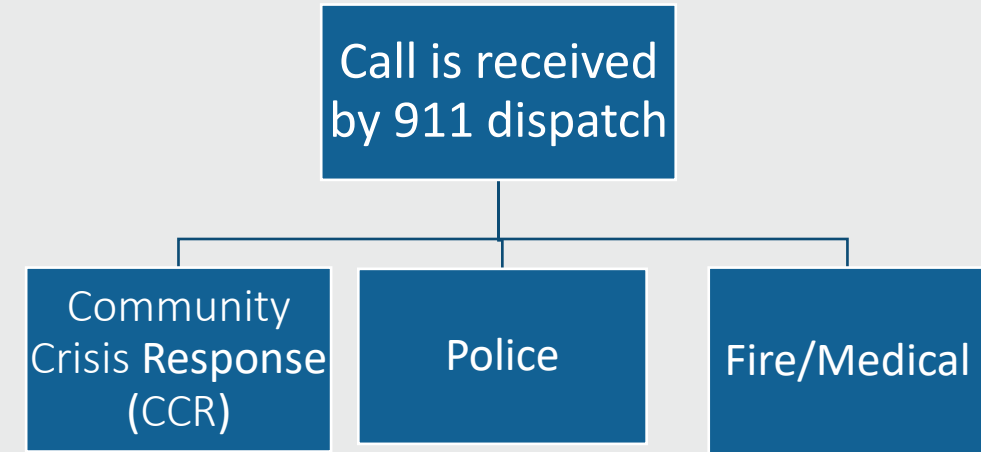 Call is received
by 911 dispatch
Community
Crisis Response
(CCR)
Police
Fire/Medical